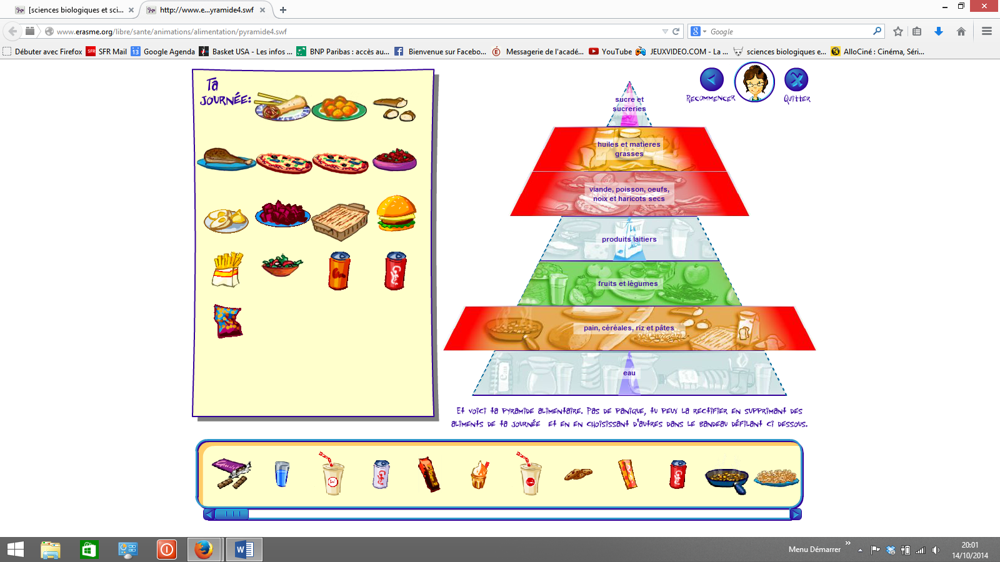 [sciences biologiques et sci...
http://www.e...yramide4.swf
www.erasme.org/libre/sante/animations/alimentation/pyramide4.swf
Google
Débuter avec Firefox
SFR Mail
Google Agenda
Basket USA - Les infos ...
BNP Paribas : accès au...
Bienvenue sur Facebo...
Messagerie de l'acadé...
YouTube
JEUXVIDEO.COM - La ...
sciences biologiques e...
AlloCiné : Cinéma, Séri...
Ta
journée:
Recommencer
Quitter
sucre et
sucreries
huiles et matieres
grasses
viande, poisson, oeufs,
noix et haricots secs
produits laitiers
fruits et légumes
pain, céréales, riz et pâtes
eau
Et voici ta pyramide alimentaire. Pas de panique, tu peux la rectifier en supprimant des
aliments de ta journée et en en choisissant d'autres dans le bandeau défilant ci dessous.
Menu Démarrer
20:01
14/10/2014